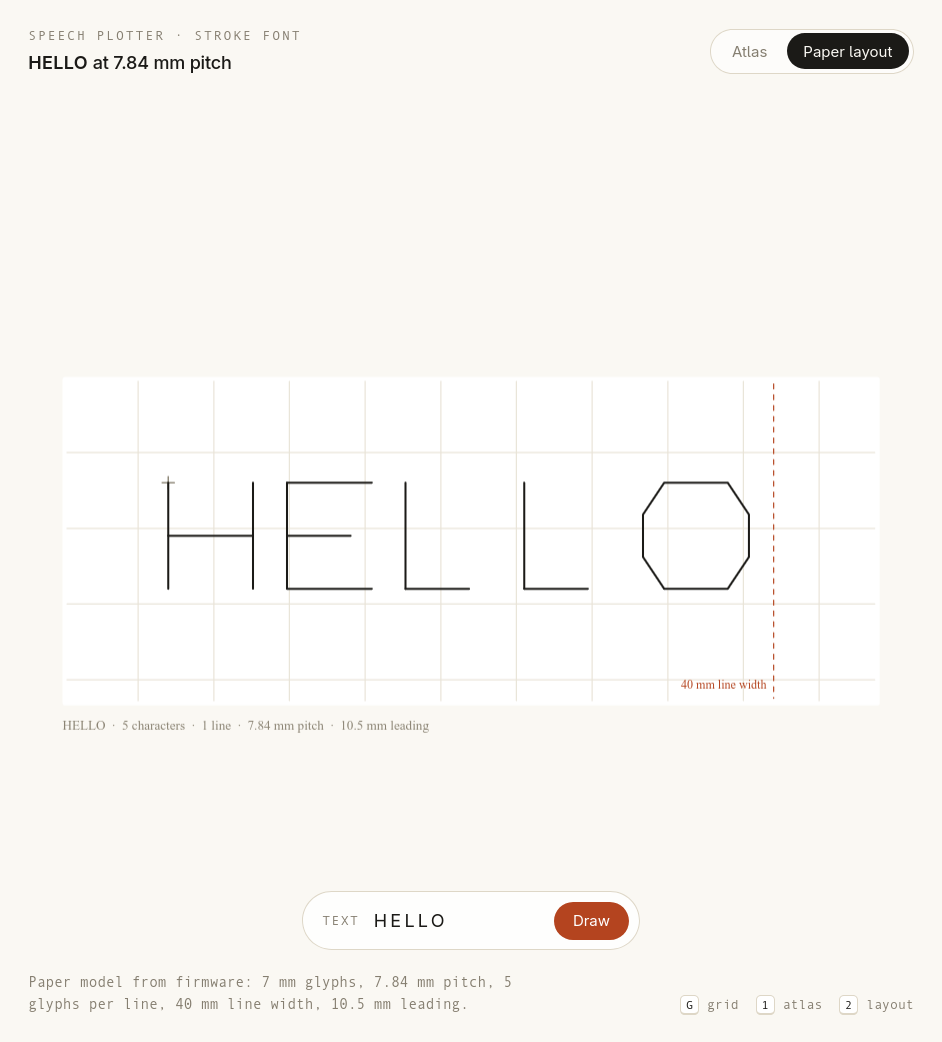 SPEECH PLOTTER · STROKE FONT
HELLO at 7.84 mm pitch
Atlas
Paper layout
HELLO
40 mm line width
HELLO · 5 characters · 1 line · 7.84 mm pitch · 10.5 mm leading
TEXT HELLO Draw
Paper model from firmware: 7 mm glyphs, 7.84 mm pitch, 5
glyphs per line, 40 mm line width, 10.5 mm leading.
G grid 1 atlas 2 layout